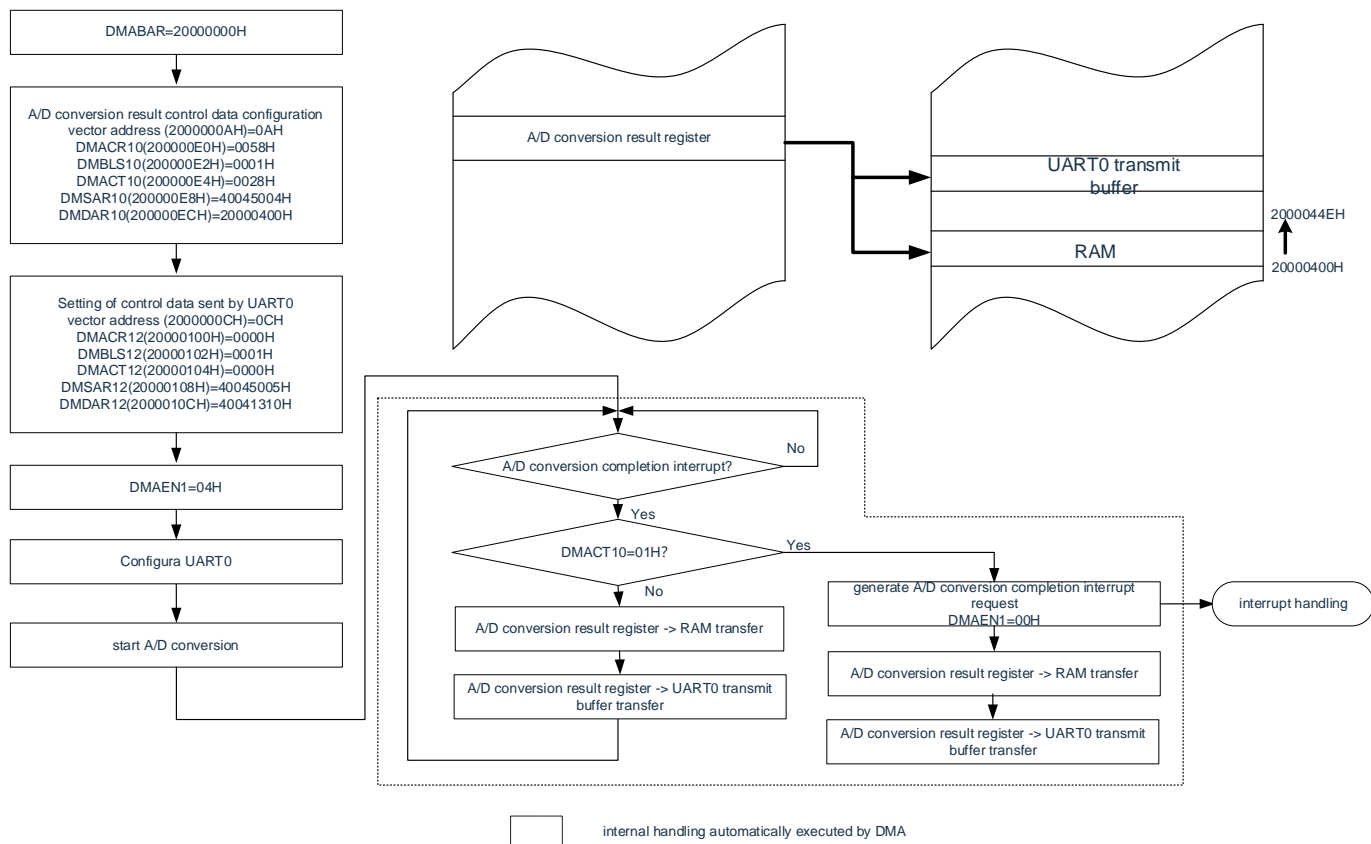 DMABAR=20000000H
A/D conversion result control data configuration
vector address (2000000AH)=0AH
DMACR10(200000E0H)=0058H
DMBLS10(200000E2H)=0001H
DMACT10(200000E4H)=0028H
DMSAR10(200000E8H)=40045004H
DMDAR10(200000ECH)=20000400H
Setting of control data sent by UART0
vector address (2000000CH)=0CH
DMACR12(20000100H)=0000H
DMBLS12(20000102H)=0001H
DMACT12(20000104H)=0000H
DMSAR12(20000108H)=40045005H
DMDAR12(2000010CH)=40041310H
DMAEN1=04H
Configura UART0
start A/D conversion
A/D conversion result register
UART0 transmit
buffer
2000044EH
RAM
20000400H
A/D conversion completion interrupt?
No
Yes
DMACT10=01H?
Yes
No
A/D conversion result register -> RAM transfer
A/D conversion result register -> UART0 transmit
buffer transfer
generate A/D conversion completion interrupt
request
DMAEN1=00H
interrupt handling
A/D conversion result register -> RAM transfer
A/D conversion result register -> UART0 transmit
buffer transfer
internal handling automatically executed by DMA